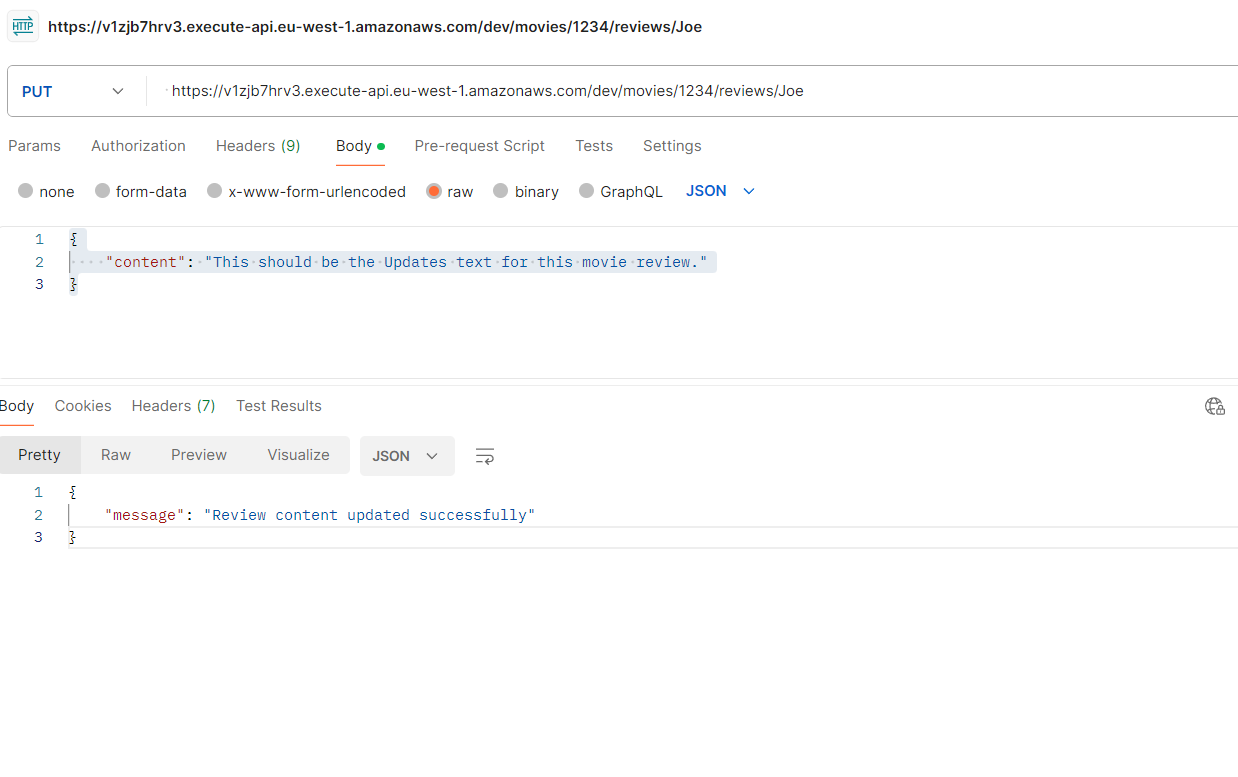 HTTP https://v1zjb7hrv3.execute-api.eu-west-1.amazonaws.com/dev/movies/1234/reviews/Joe
PUT https://v1zjb7hrv3.execute-api.eu-west-1.amazonaws.com/dev/movies/1234/reviews/Joe
Params Authorization Headers (9) Body Pre-request Script Tests Settings
none form-data x-www-form-urlencoded raw binary GraphQL JSON
1 {
2 "content": "This should be the Updates text for this movie review."
3 }
Body Cookies Headers (7) Test Results
Pretty Raw Preview Visualize JSON
1 {
2 "message": "Review content updated successfully"
3 }